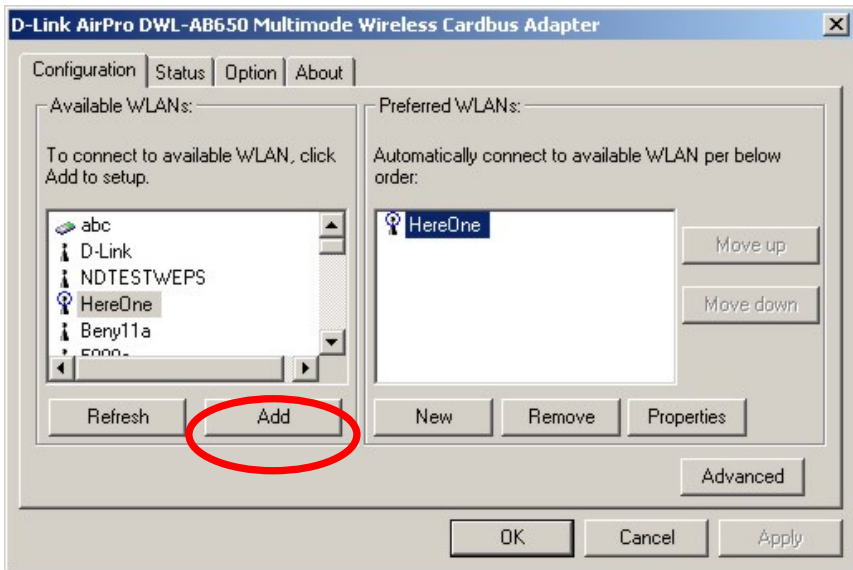 D-Link AirPro DWL-AB650 Multimode Wireless Cardbus Adapter
Configuration Status Option About
Available WLANs:
To connect to available WLAN, click
Add to setup.
abc
D-Link
NDTESTWEPS
HereOne
Beny11a
Refresh Add
Preferred WLANs:
Automatically connect to available WLAN per below
order:
HereOne
Move up
Move down
New Remove Properties
Advanced
OK Cancel Apply